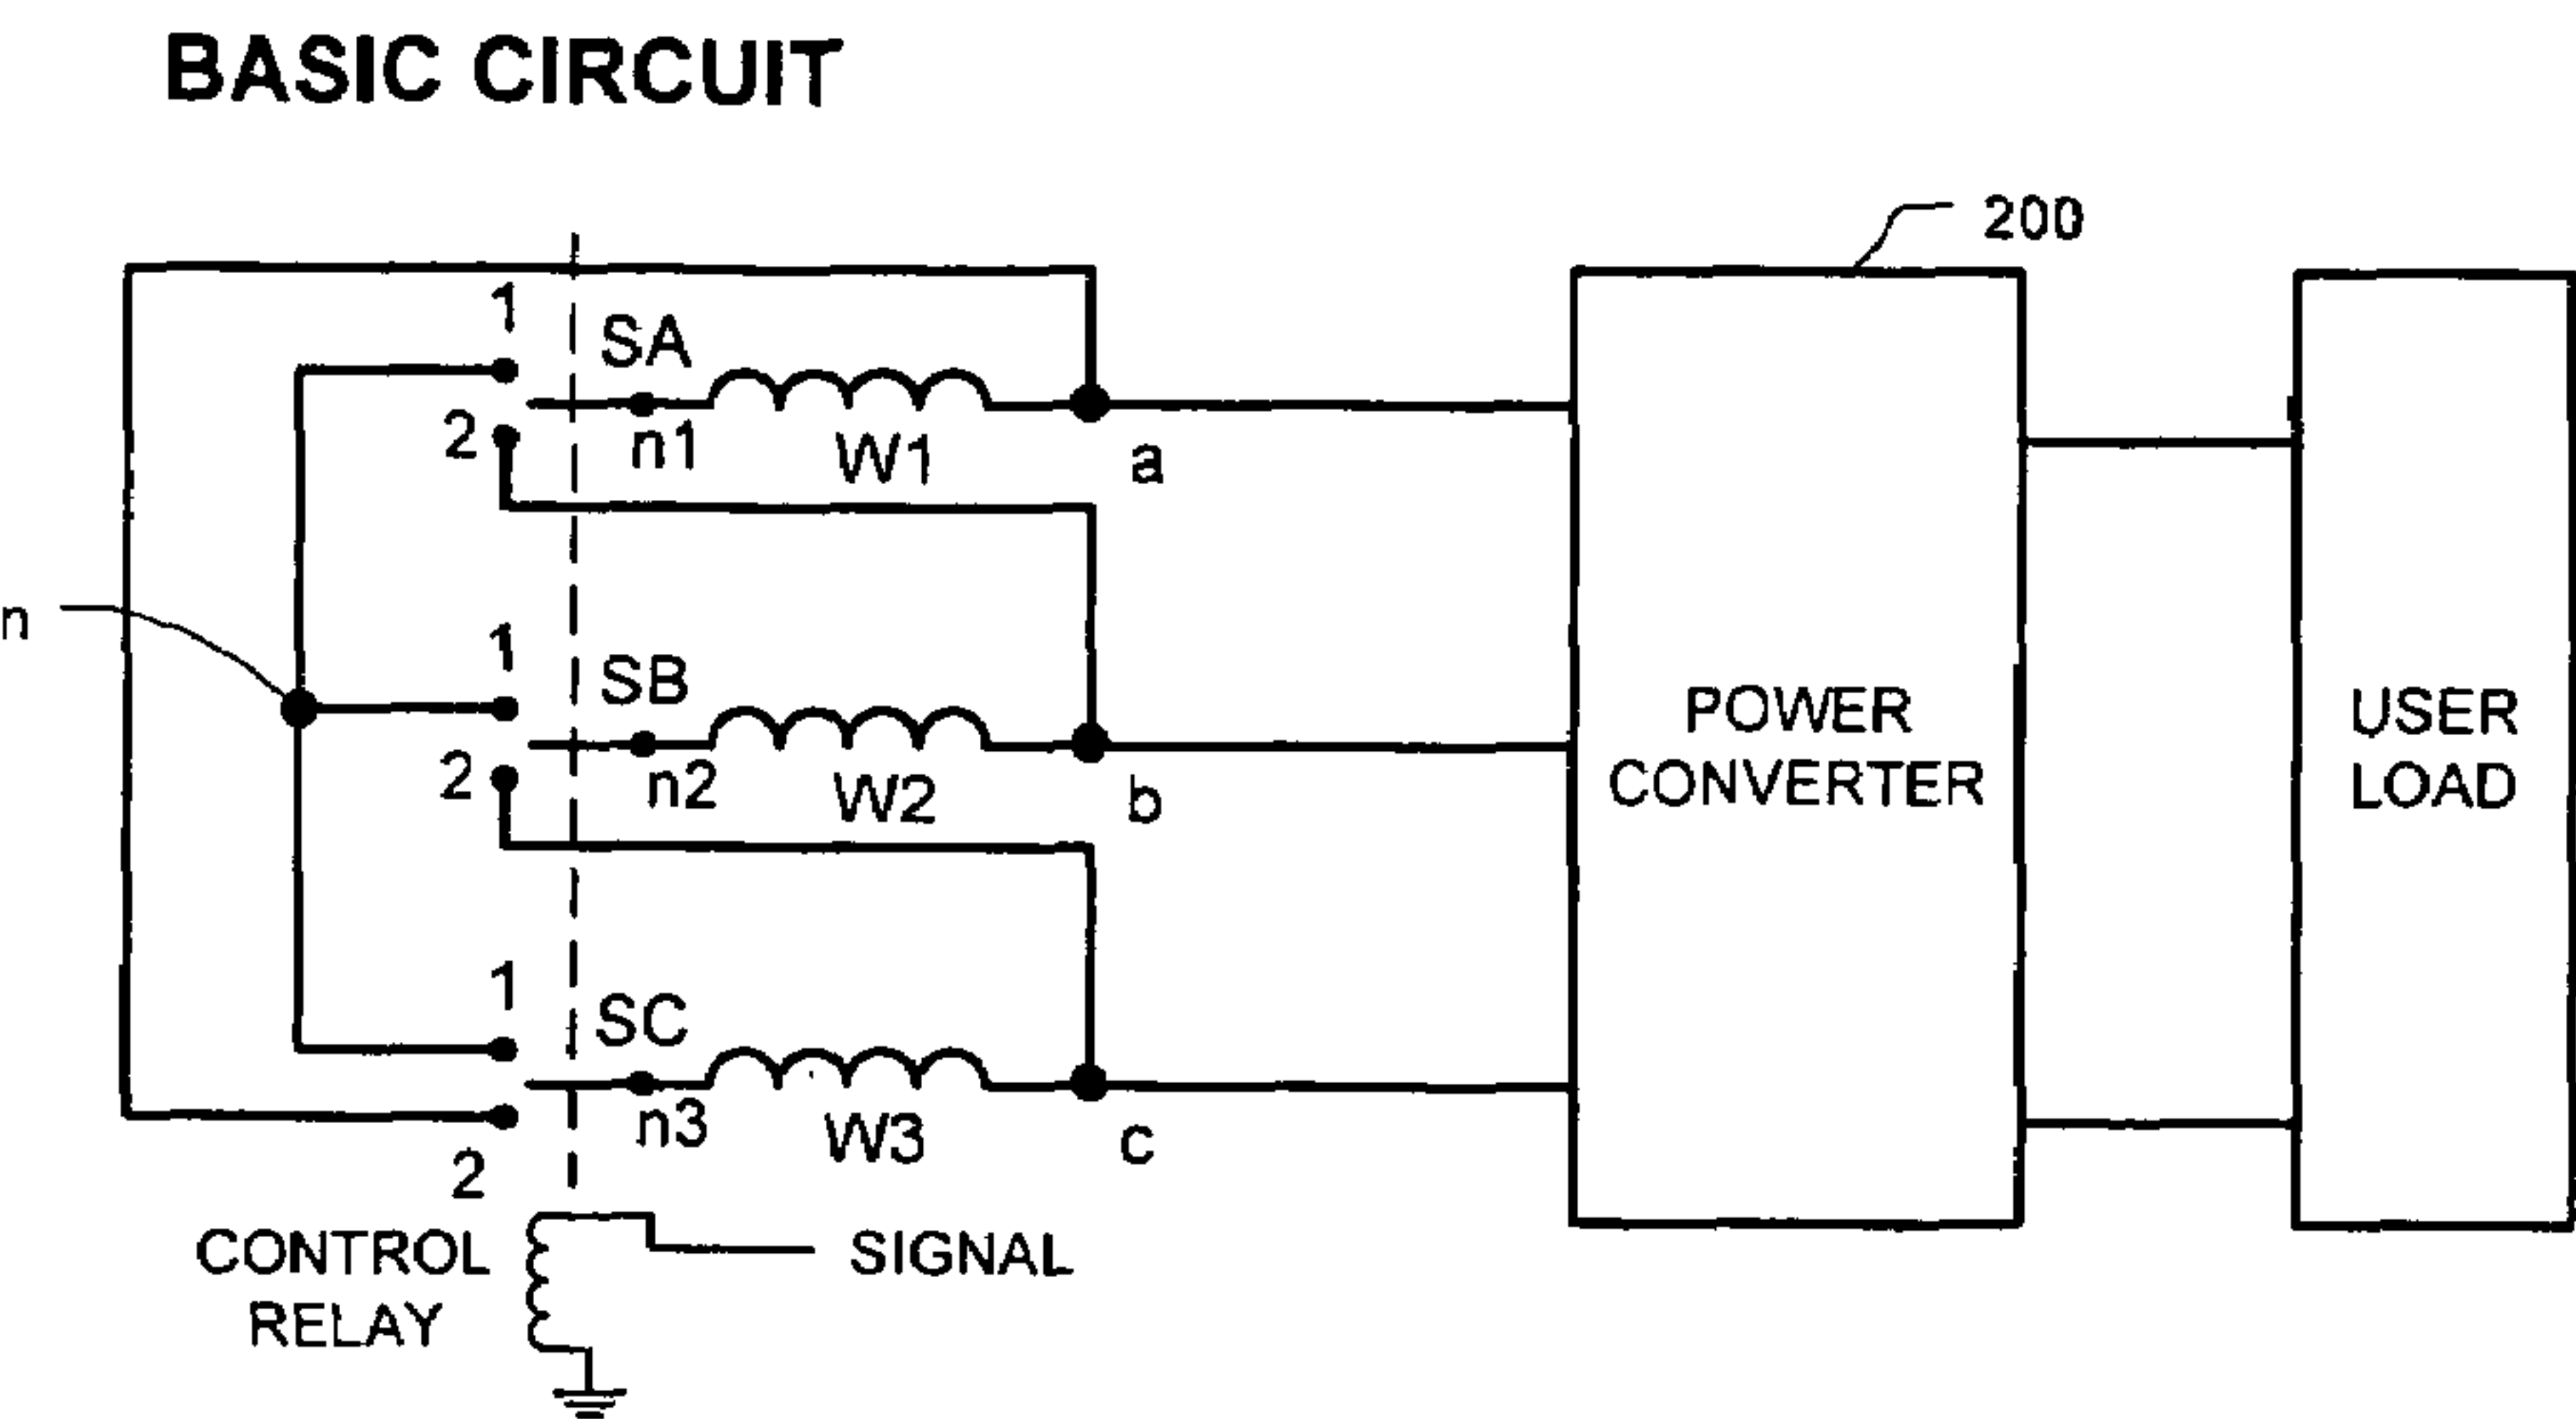 BASIC CIRCUIT
200
1
SA
2
n1
W1
a
n
1
SB
2
n2
W2
b
POWER
CONVERTER
USER
LOAD
1
SC
n3
W3
c
2
CONTROL
RELAY
SIGNAL